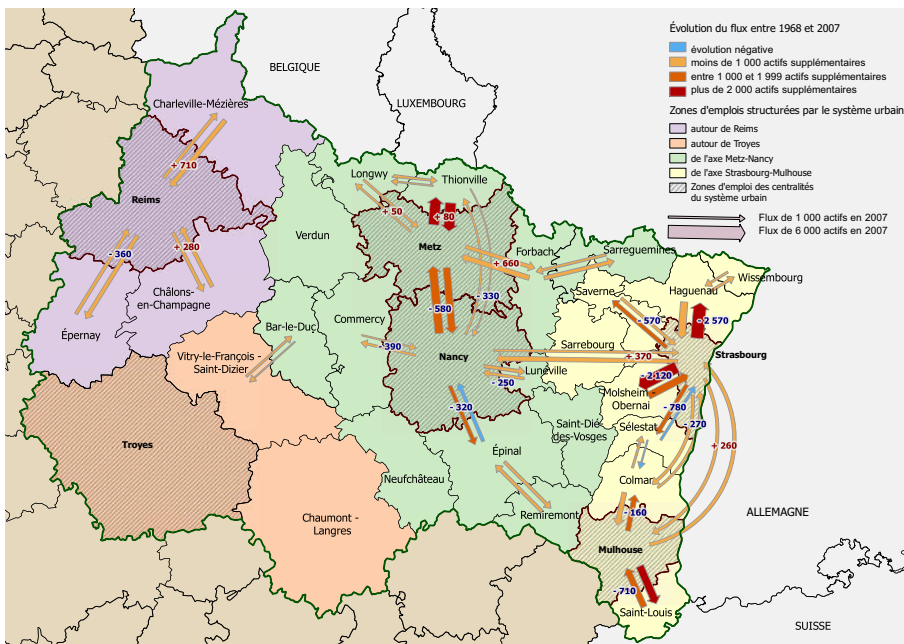 Évolution du flux entre 1968 et 2007
évolution négative
moins de 1 000 actifs supplémentaires
entre 1 000 et 1 999 actifs supplémentaires
plus de 2 000 actifs supplémentaires
Zones d'emplois structurées par le système urbain
autour de Reims
autour de Troyes
de l'axe Metz-Nancy
de l'axe Strasbourg-Mulhouse
Zones d'emploi des centralités
du système urbain
Flux de 1 000 actifs en 2007
Flux de 6 000 actifs en 2007
BELGIQUE
LUXEMBOURG
Charleville-Mézières
+ 710
Longwy
Thionville
Reims
+ 50
+ 80
Verdun
Metz
Forbach
Sarreguemines
- 360
+ 280
+ 660
Wissembourg
Haguenau
Saverne
Châlons-
en-Champagne
- 330
Commercy
- 580
- 570
- 2 570
Épernay
Bar-le-Duc
- 390
Sarrebourg
Vitry-le-François -
Saint-Dizier
Nancy
+ 370
Strasbourg
Lunéville
- 250
- 2 120
Molsheim -
Obernai
- 320
- 780
- 270
Troyes
Saint-Dié
des-Vosges
Sélestat
Épinal
+ 260
Neufchâteau
Colmar
Remiremont
- 160
ALLEMAGNE
Chaumont -
Langres
Mulhouse
- 710
Saint-Louis
SUISSE